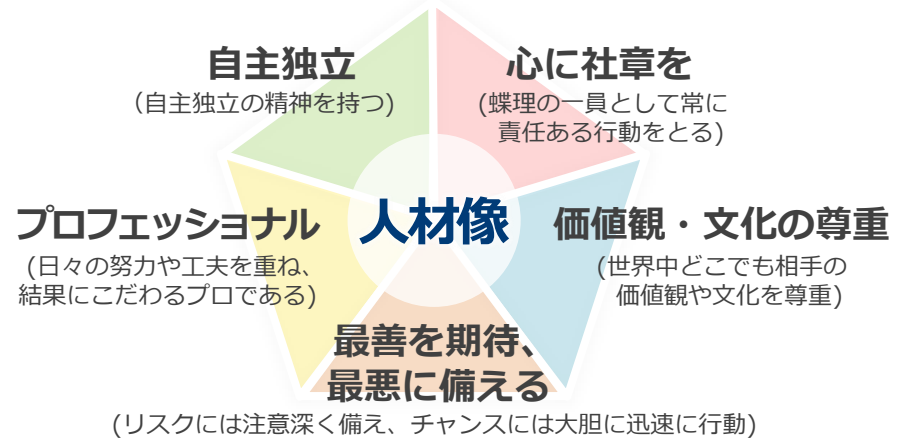 自主独立
（自主独立の精神を持つ)
心に社章を
(蝶理の一員として常に
責任ある行動をとる)
プロフェッショナル
(日々の努力や工夫を重ね、
結果にこだわるプロである)
人材像
価値観・文化の尊重
(世界中どこでも相手の
価値観や文化を尊重)
最善を期待、
最悪に備える
(リスクには注意深く備え、チャンスには大胆に迅速に行動)